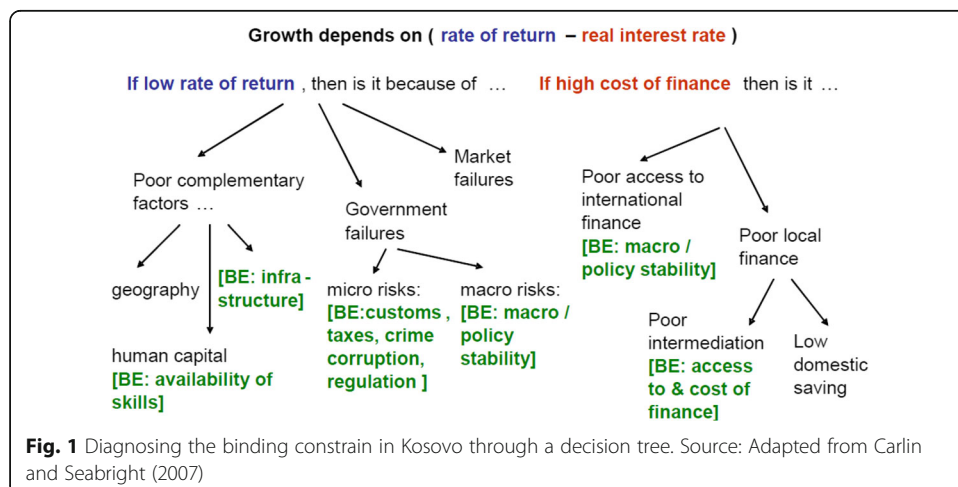 Growth depends on ( rate of return – real interest rate )
If low rate of return , then is it because of ...
If high cost of finance then is it ...
Poor complementary
factors ...
geography
human capital
[BE: availability of
skills]
[BE: infra -
structure]
Government
failures
micro risks:
[BE:customs ,
taxes, crime
corruption,
regulation ]
macro risks:
[BE: macro /
policy
stability]
Market
failures
Poor access to
international
finance
[BE: macro /
policy stability]
Poor local
finance
Poor
intermediation
[BE: access
to & cost of
finance]
Low
domestic
saving
Fig. 1 Diagnosing the binding constrain in Kosovo through a decision tree. Source: Adapted from Carlin
and Seabright (2007)